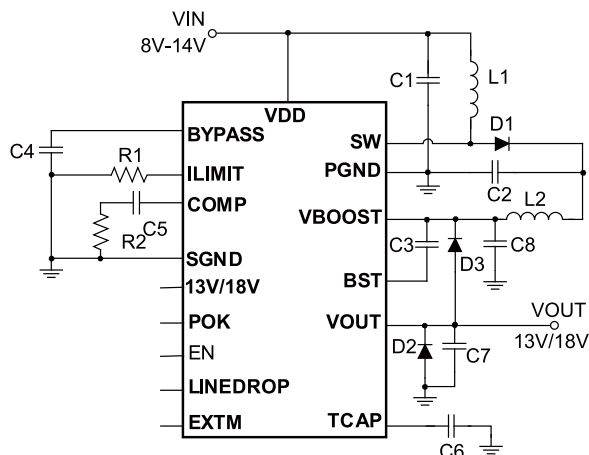 VIN
8V-14V
C1
L1
VDD
BYPASS
SW
D1
C4
R1
ILIMIT
PGND
C2
COMP
C5
R2
VBOOST
L2
C3
D3
C8
SGND
13V/18V
BST
POK
VOUT
VOUT
13V/18V
EN
D2
C7
LINEDROP
EXTM
TCAP
C6